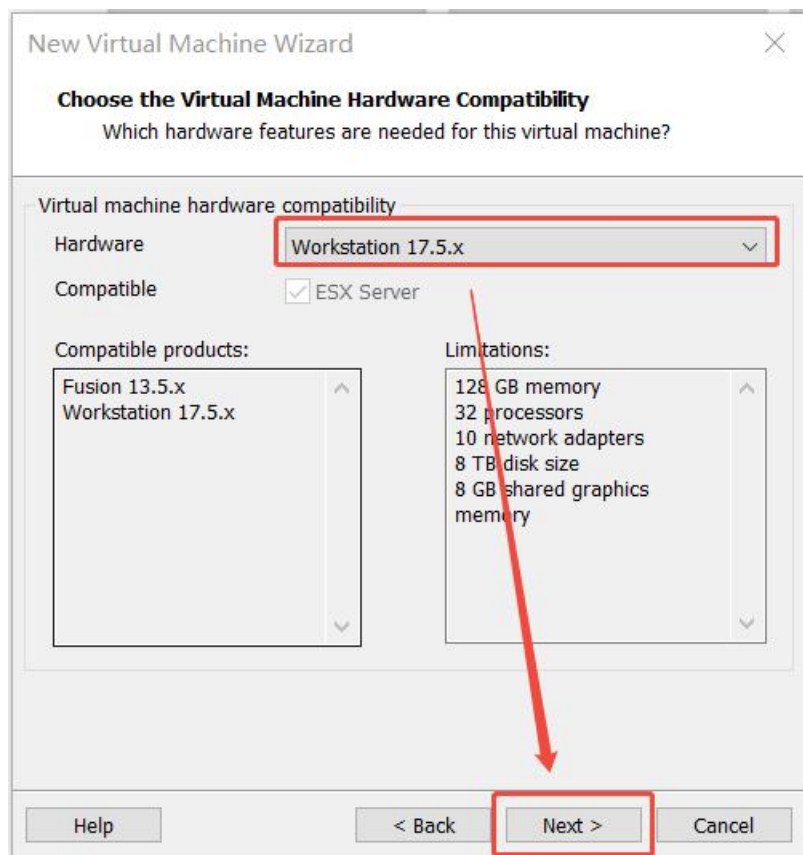 New Virtual Machine Wizard
Choose the Virtual Machine Hardware Compatibility
Which hardware features are needed for this virtual machine?
Virtual machine hardware compatibility
Hardware
Workstation 17.5.x
Compatible
ESX Server
Compatible products:
Fusion 13.5.x
Workstation 17.5.x
Limitations:
128 GB memory
32 processors
10 network adapters
8 TB disk size
8 GB shared graphics
memory
Help
< Back
Next >
Cancel